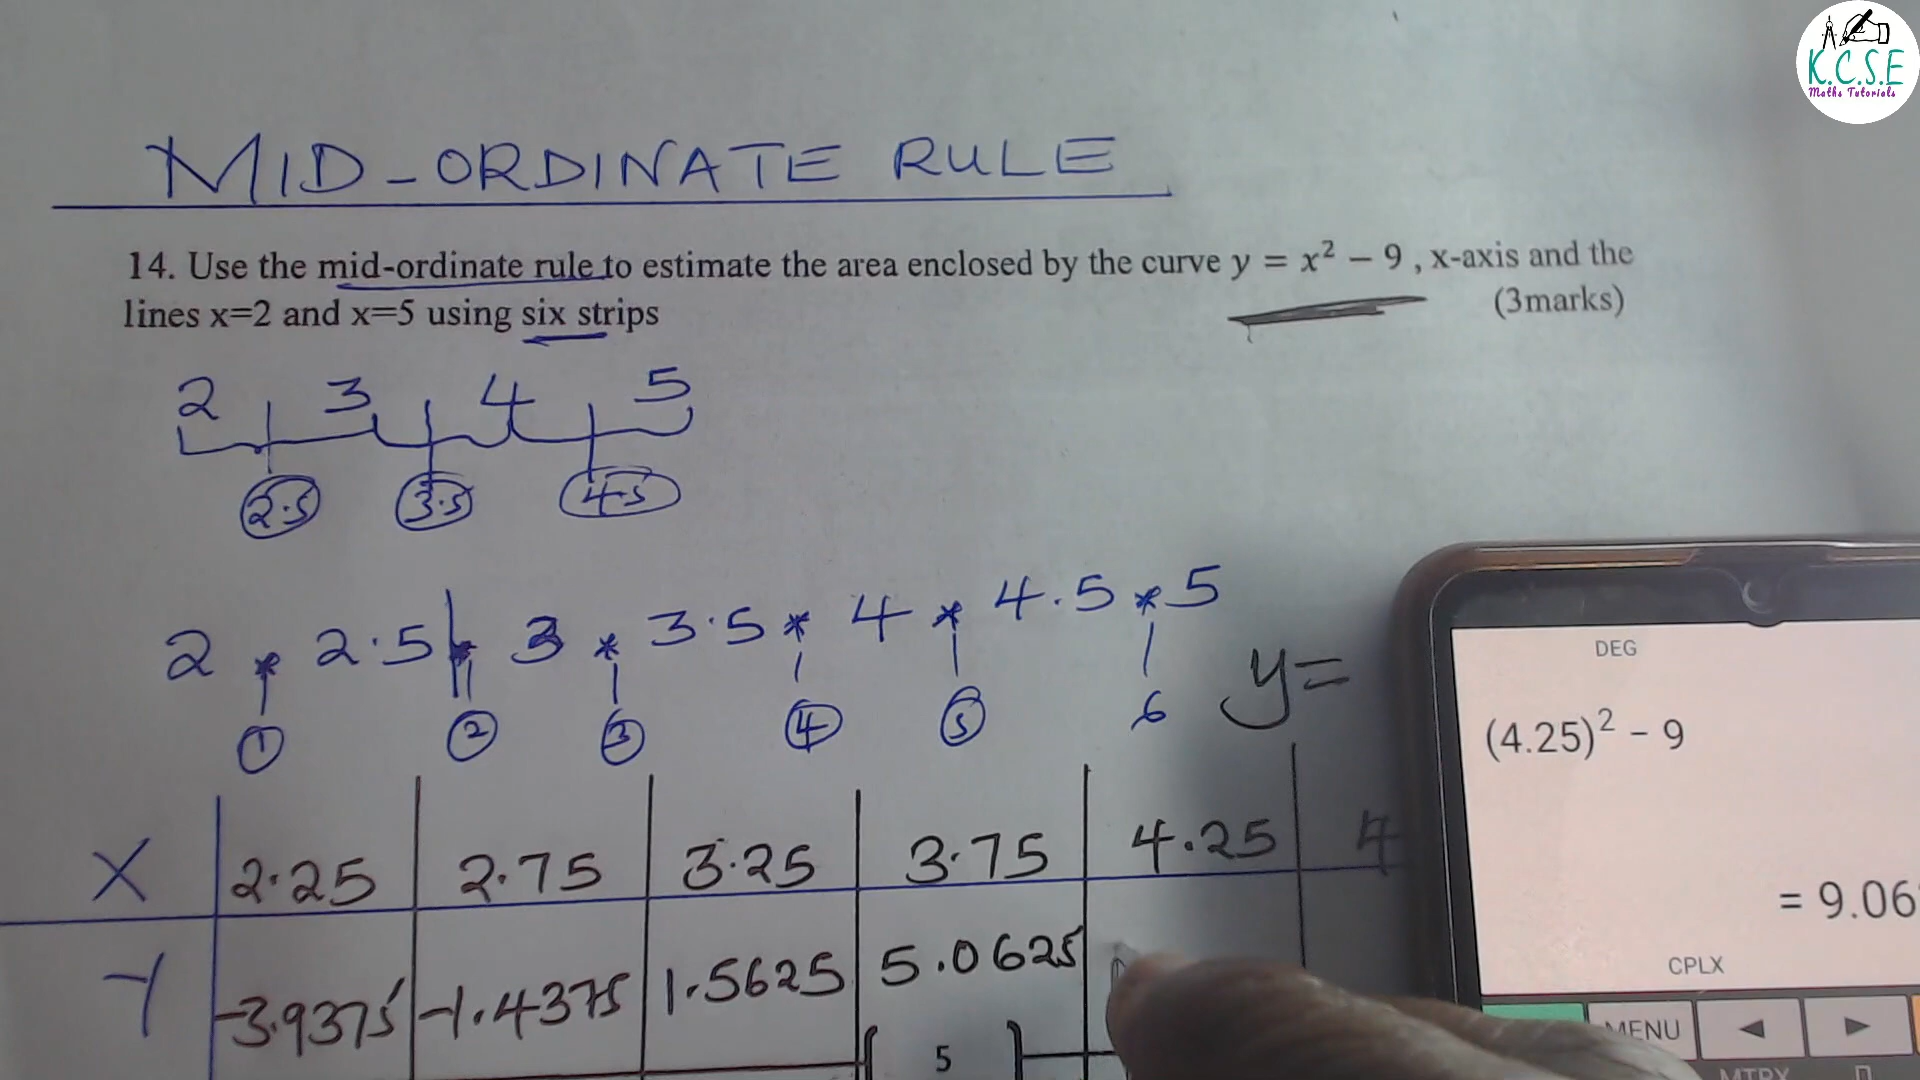 K.C.S.E
Maths Tutorials
MID-ORDINATE RULE
14. Use the mid-ordinate rule to estimate the area enclosed by the curve y = x² − 9 , x-axis and the
lines x=2 and x=5 using six strips (3marks)
2 3 4 5
2.5 3.5 4.5
2 * 2.5 * 3 * 3.5 * 4 * 4.5 * 5
1 2 3 4 5 6
y=
DEG
(4.25)² − 9
= 9.06
CPLX
MENU ◀ ▶
MTRX
X 2.25 2.75 3.25 3.75 4.25 4
Y -3.9375 -1.4375 1.5625 5.0625
5